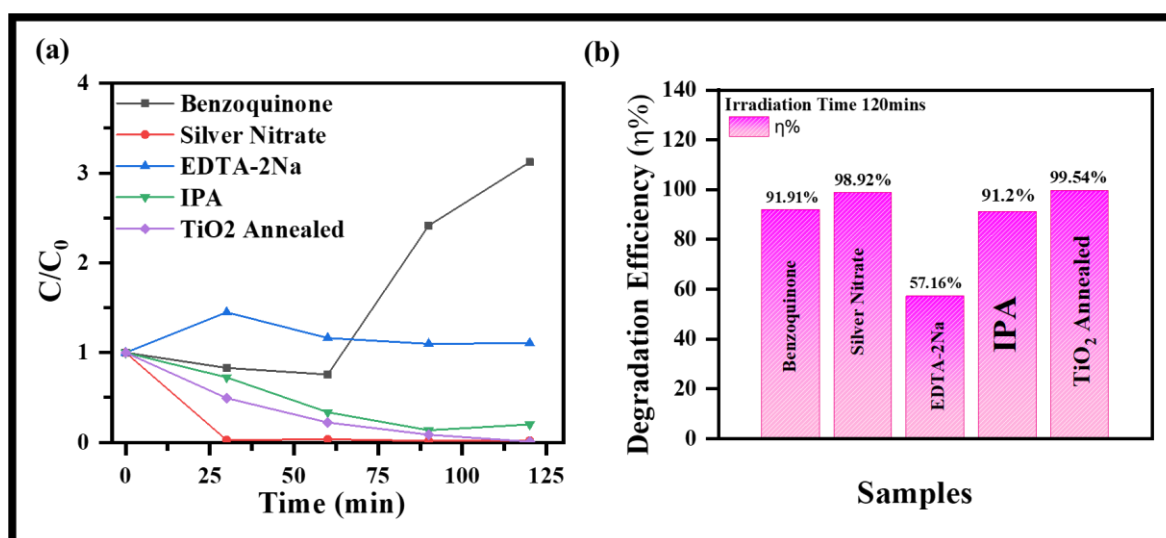 (a)
4
3
2
1
0
C/C₀
Benzoquinone
Silver Nitrate
EDTA-2Na
IPA
TiO2 Annealed
0
25
50
75
100
125
Time (min)
(b)
140
120
100
80
60
40
20
0
Degradation Efficiency (η%)
Irradiation Time 120mins
η%
91.91%
98.92%
57.16%
91.2%
99.54%
Benzoquinone
Silver Nitrate
EDTA-2Na
IPA
TiO₂ Annealed
Samples